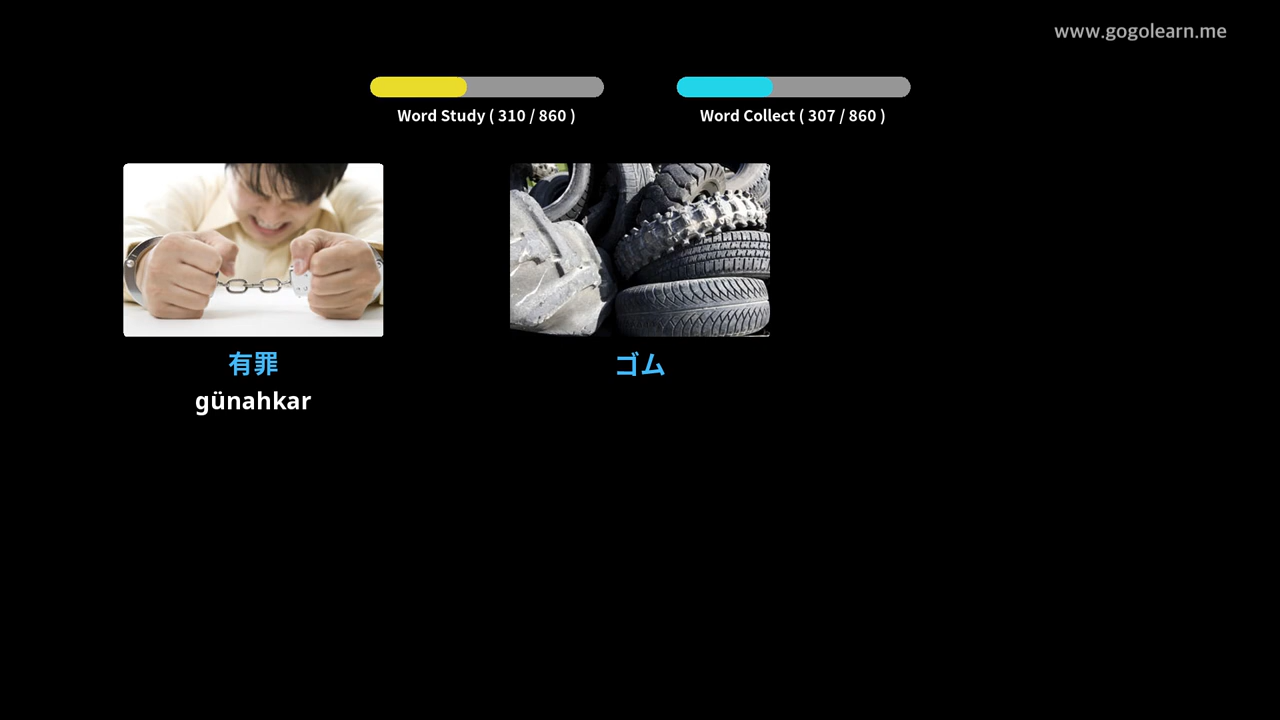 www.gogolearn.me
Word Study ( 310 / 860 )
Word Collect ( 307 / 860 )
有罪
günahkar
ゴム